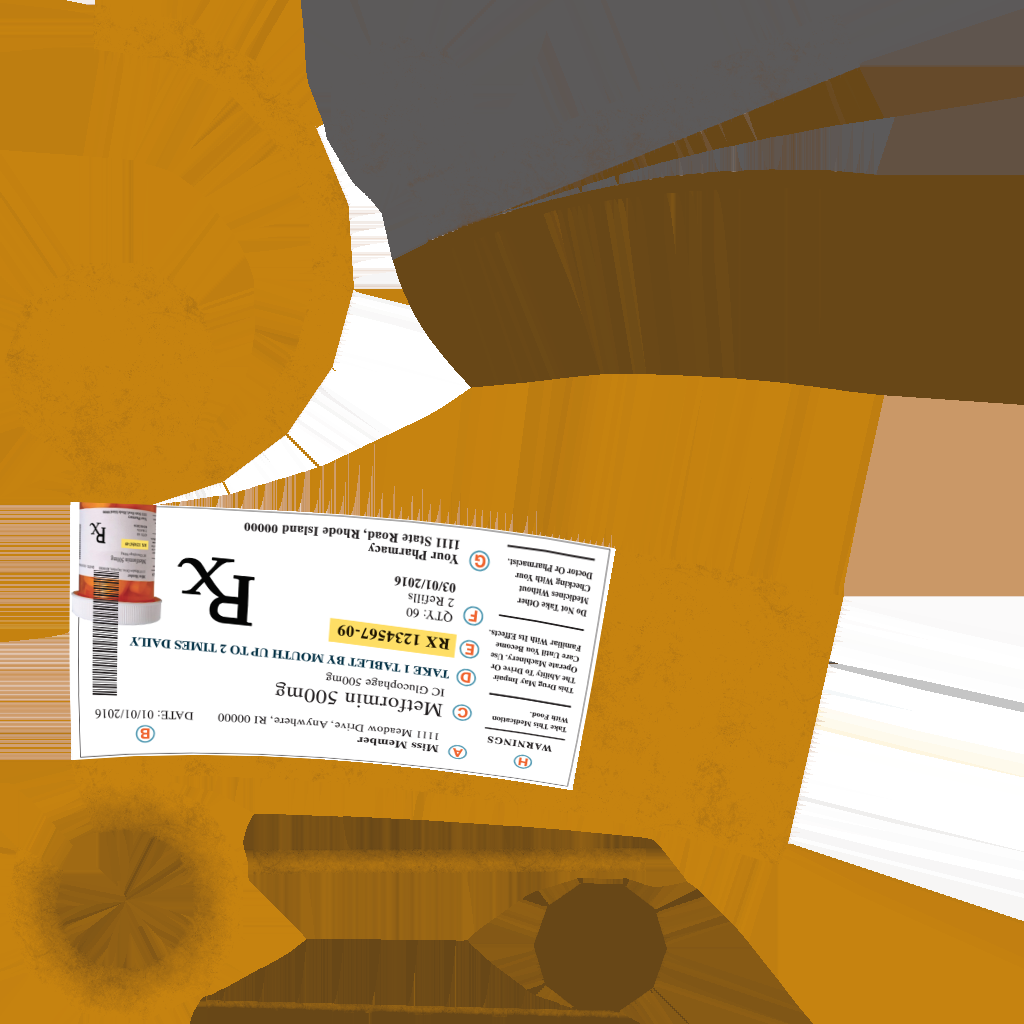 A
Miss Member
1111 Meadow Drive, Anywhere, RI 00000
B
DATE: 01/01/2016
C
Metformin 500mg
IC Glucophage 500mg
D
TAKE 1 TABLET BY MOUTH UP TO 2 TIMES DAILY
E
RX 1234567-09
F
QTY: 60
2 Refills
03/01/2016
Rx
G
Your Pharmacy
1111 State Road, Rhode Island 00000
H
WARNINGS
Take This Medication
With Food.
This Drug May Impair
The Ability To Drive Or
Operate Machinery. Use
Care Until You Become
Familiar With Its Effects.
Do Not Take Other
Medicines Without
Checking With Your
Doctor Or Pharmacist.
Rx